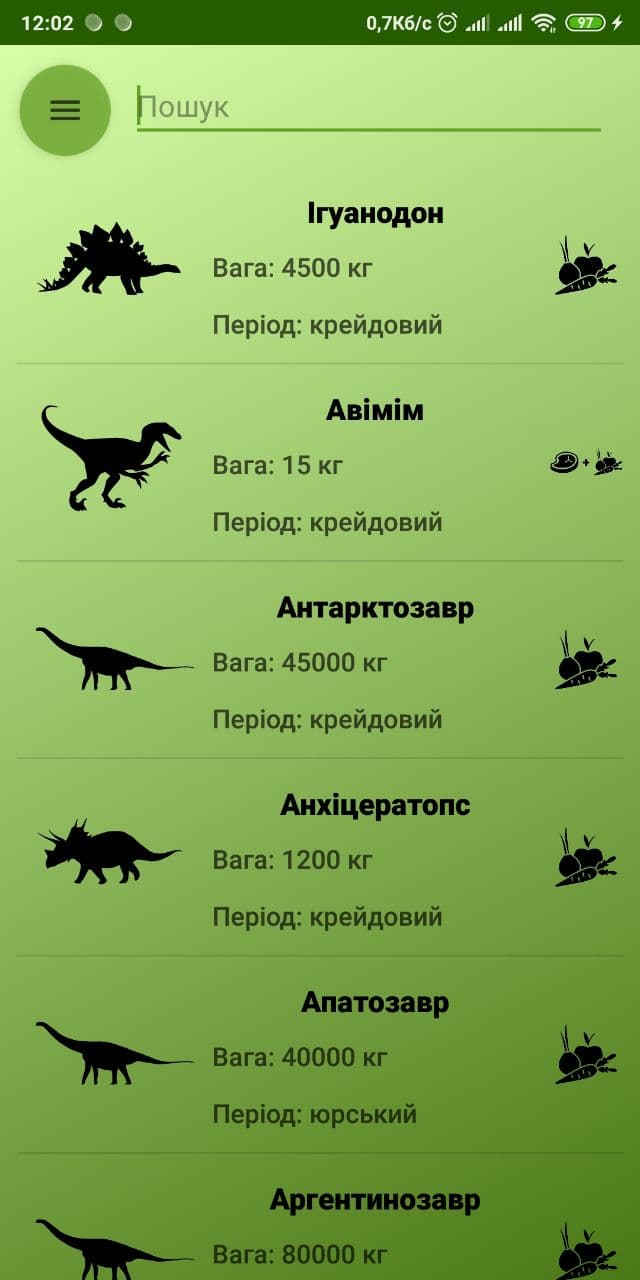 12:02 0,7Кб/с 97
Пошук
Ігуанодон
Вага: 4500 кг
Період: крейдовий
Авімім
Вага: 15 кг
Період: крейдовий
Антарктозавр
Вага: 45000 кг
Період: крейдовий
Анхіцератопс
Вага: 1200 кг
Період: крейдовий
Апатозавр
Вага: 40000 кг
Період: юрський
Аргентинозавр
Вага: 80000 кг